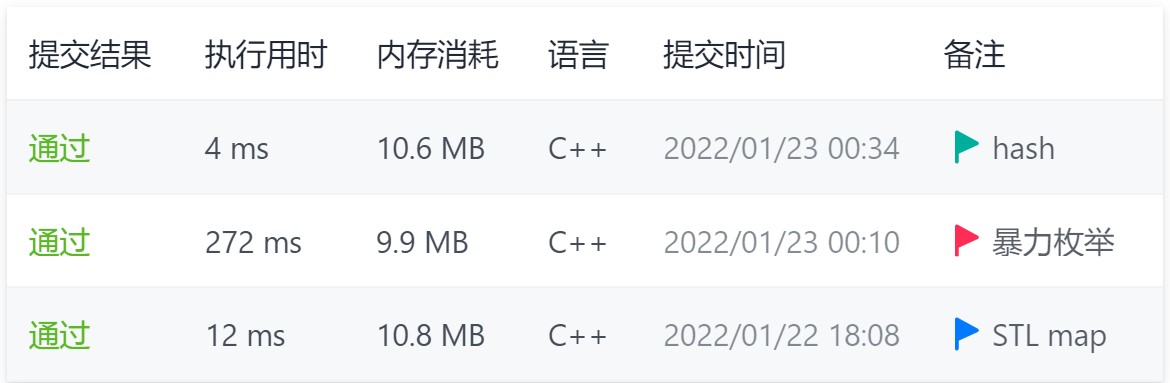 提交结果 执行用时 内存消耗 语言 提交时间 备注
通过 4 ms 10.6 MB C++ 2022/01/23 00:34 hash
通过 272 ms 9.9 MB C++ 2022/01/23 00:10 暴力枚举
通过 12 ms 10.8 MB C++ 2022/01/22 18:08 STL map